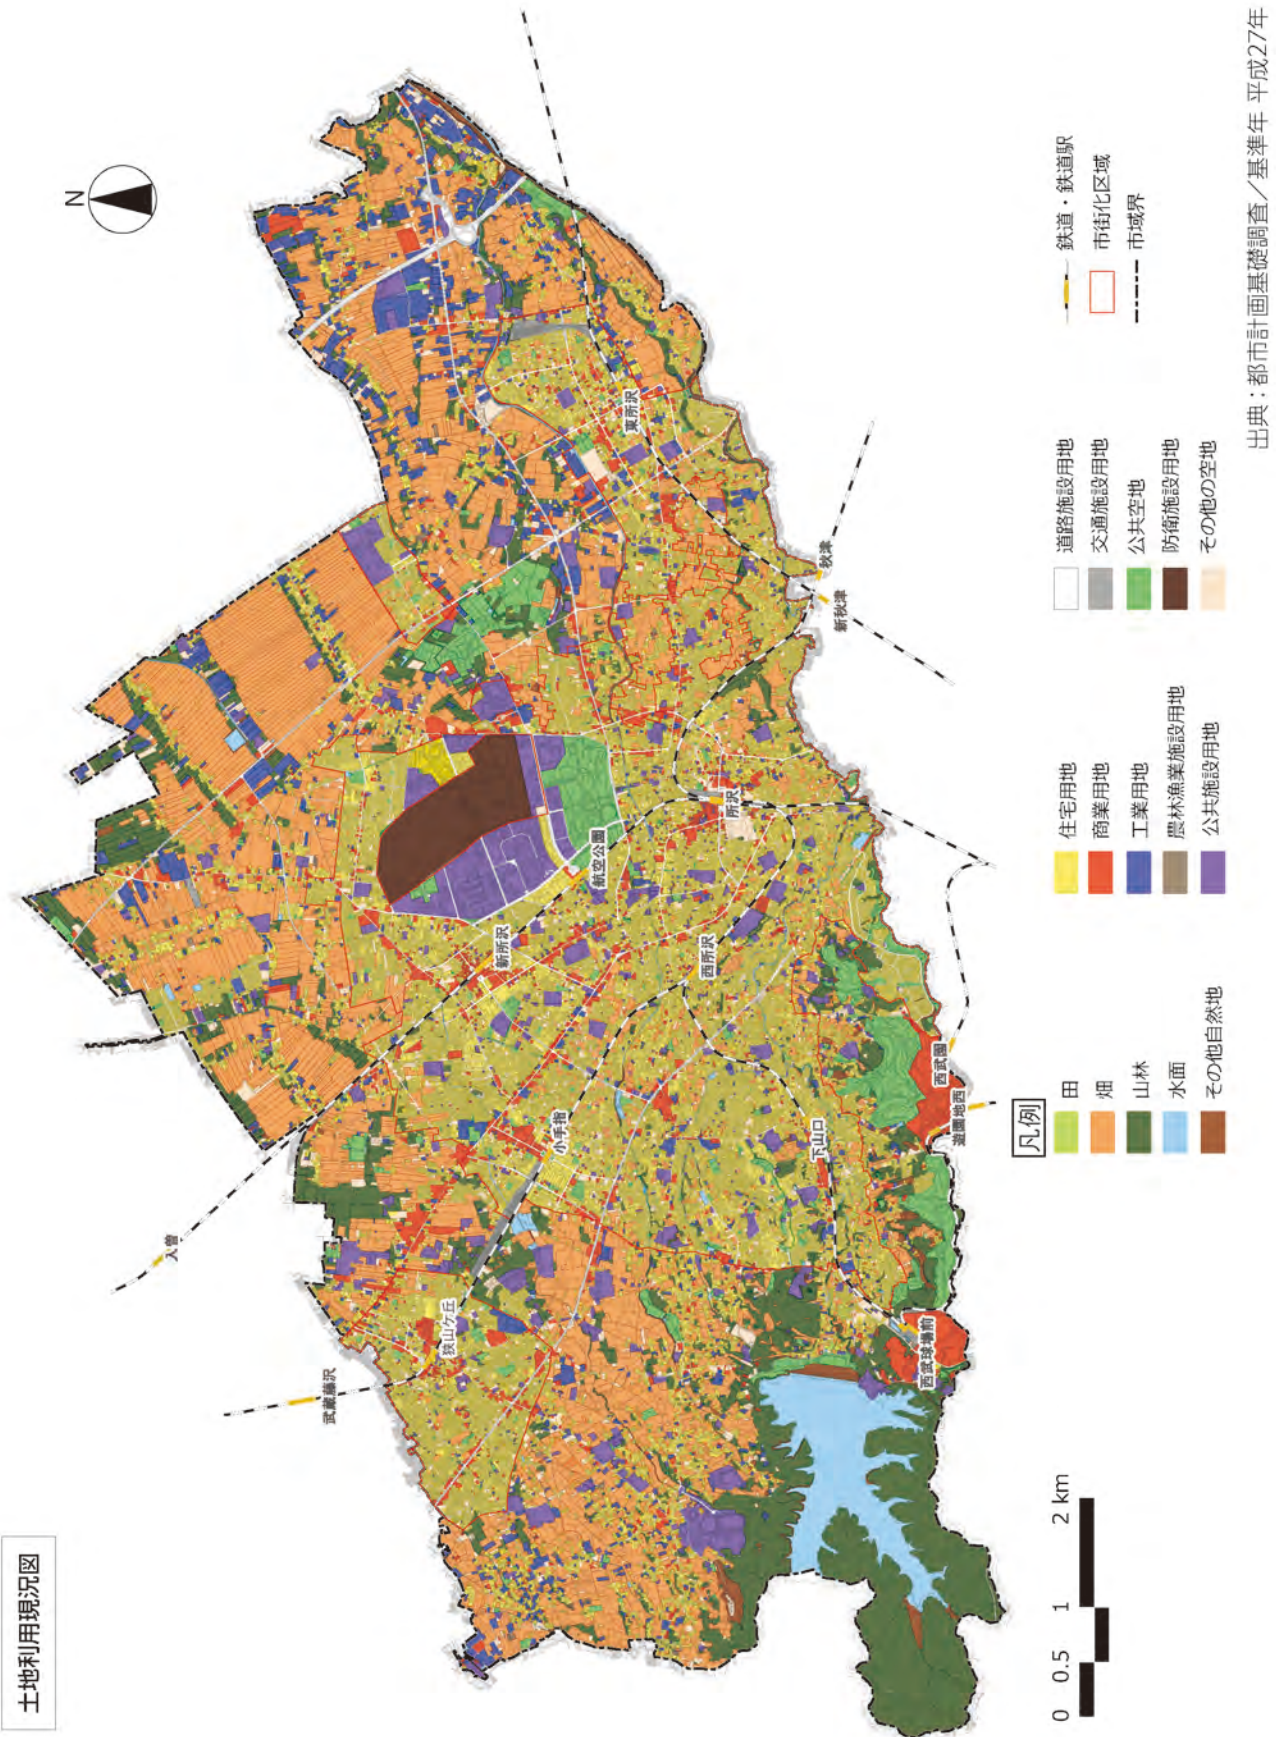 土地利用現況図
N
入曽
武蔵藤沢
狭山ヶ丘
小手指
新所沢
航空公園
所沢
西所沢
東所沢
秋津
新秋津
下山口
西武園
遊園地西
西武球場前
0 0.5 1 2 km
凡例
田
畑
山林
水面
その他自然地
住宅用地
商業用地
工業用地
農林漁業施設用地
公共施設用地
道路施設用地
交通施設用地
公共空地
防衛施設用地
その他の空地
鉄道・鉄道駅
市街化区域
市域界
出典：都市計画基礎調査／基準年 平成27年